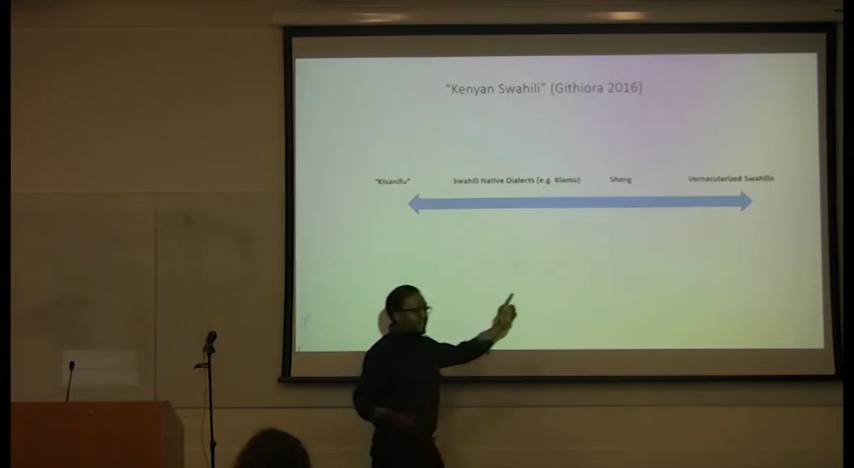 "Kenyan Swahili" (Githiora 2016)
"Kisanifu" Swahili Native Dialects (e.g. Kiamu) Sheng Vernacularized Swahilis